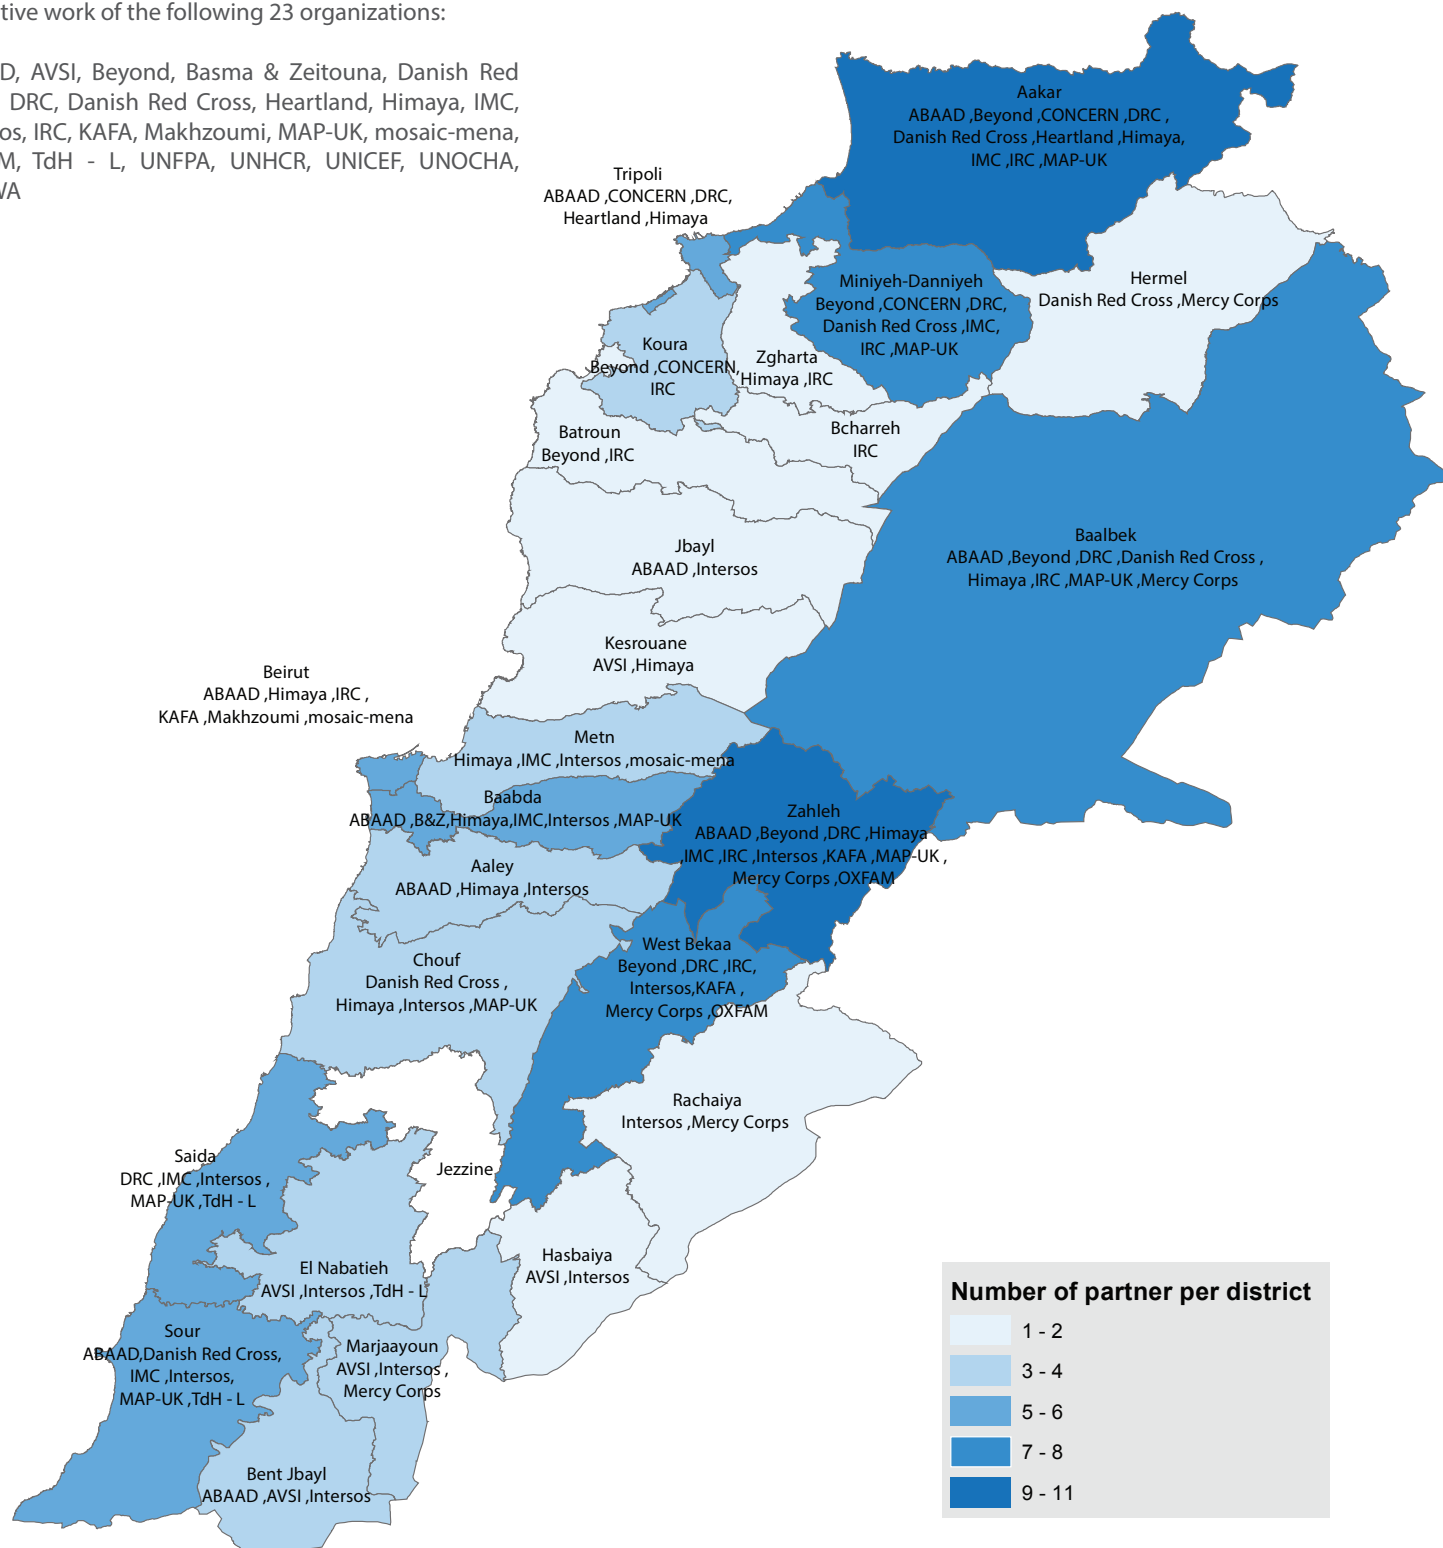 tive work of the following 23 organizations:
D, AVSI, Beyond, Basma & Zeitouna, Danish Red
DRC, Danish Red Cross, Heartland, Himaya, IMC,
os, IRC, KAFA, Makhzoumi, MAP-UK, mosaic-mena,
M, TdH - L, UNFPA, UNHCR, UNICEF, UNOCHA,
WA
Aakar
ABAAD ,Beyond ,CONCERN ,DRC ,
Danish Red Cross ,Heartland ,Himaya,
IMC ,IRC ,MAP-UK
Tripoli
ABAAD ,CONCERN ,DRC,
Heartland ,Himaya
Hermel
Danish Red Cross ,Mercy Corps
Miniyeh-Danniyeh
Beyond ,CONCERN ,DRC,
Danish Red Cross ,IMC,
IRC ,MAP-UK
Koura
Beyond ,CONCERN,
IRC
Zgharta
Himaya ,IRC
Batroun
Beyond ,IRC
Bcharreh
IRC
Jbayl
ABAAD ,Intersos
Baalbek
ABAAD ,Beyond ,DRC ,Danish Red Cross ,
Himaya ,IRC ,MAP-UK ,Mercy Corps
Kesrouane
AVSI ,Himaya
Beirut
ABAAD ,Himaya ,IRC ,
KAFA ,Makhzoumi ,mosaic-mena
Metn
Himaya ,IMC ,Intersos ,mosaic-mena
Baabda
ABAAD ,B&Z,Himaya,IMC,Intersos ,MAP-UK
Zahleh
ABAAD ,Beyond ,DRC ,Himaya
,IMC ,IRC ,Intersos ,KAFA ,MAP-UK ,
Mercy Corps ,OXFAM
Aaley
ABAAD ,Himaya ,Intersos
Chouf
Danish Red Cross ,
Himaya ,Intersos ,MAP-UK
West Bekaa
Beyond ,DRC ,IRC,
Intersos,KAFA ,
Mercy Corps ,OXFAM
Rachaiya
Intersos ,Mercy Corps
Saida
DRC ,IMC ,Intersos ,
MAP-UK ,TdH - L
Jezzine
El Nabatieh
AVSI ,Intersos ,TdH - L
Hasbaiya
AVSI ,Intersos
Sour
ABAAD,Danish Red Cross,
IMC ,Intersos,
MAP-UK ,TdH - L
Marjaayoun
AVSI ,Intersos ,
Mercy Corps
Bent Jbayl
ABAAD ,AVSI ,Intersos
Number of partner per district
1 - 2
3 - 4
5 - 6
7 - 8
9 - 11